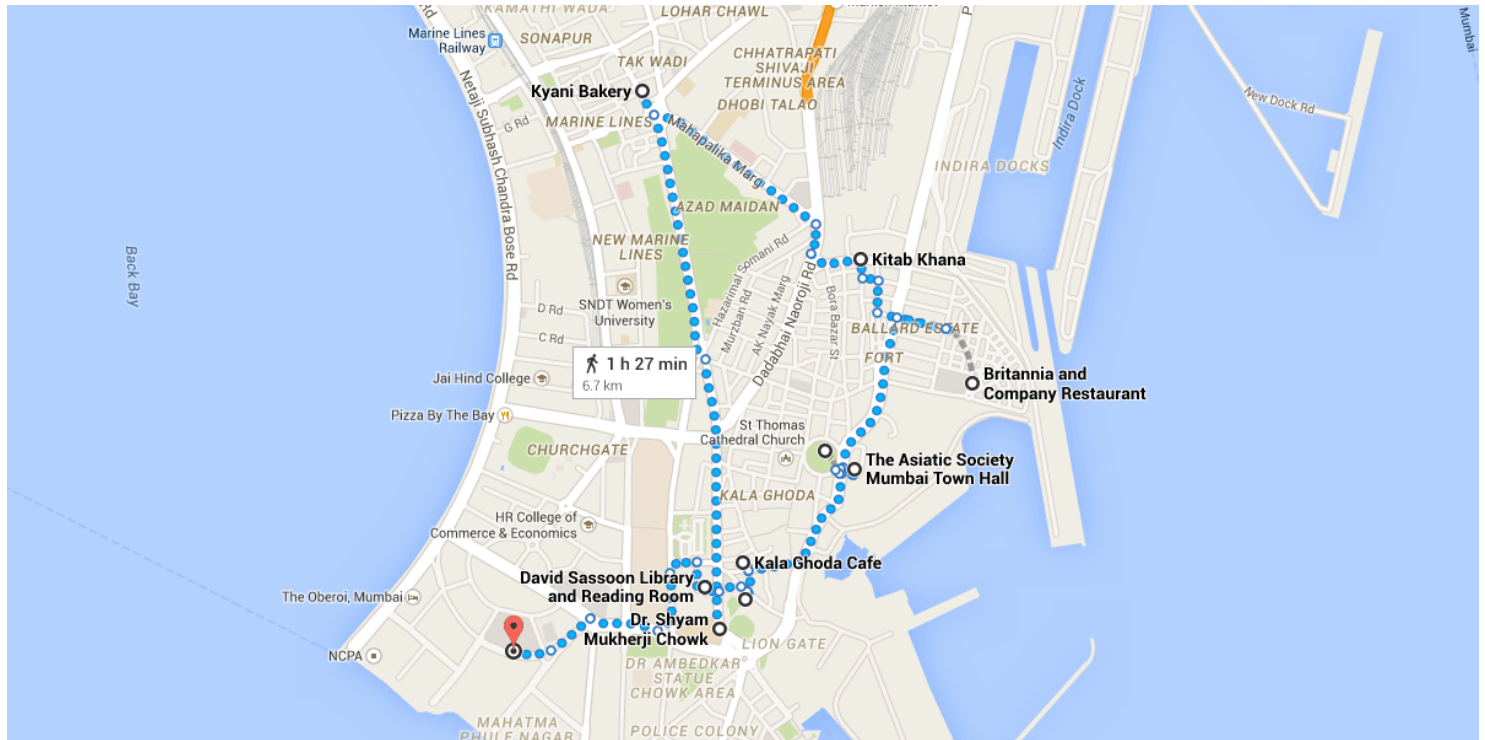 KAMATHI WADA
LOHAR CHAWL
Rd
Marine Lines
Railway
SONAPUR
TAK WADI
CHHATRAPATI
SHIVAJI
TERMINUS AREA
DHOBI TALAO
Mumbai
New Dock Rd
Indira Dock
Kyani Bakery
MARINE LINES
G Rd
Mahapalika Marg
INDIRA DOCKS
Netaji Subhash Chandra Bose Rd
AZAD MAIDAN
NEW MARINE
LINES
Back Bay
Kitab Khana
Hazarimal Somani Rd
Murzban Rd
AK Nayak Marg
Dadabhai Naoroji Rd
Bora Bazar St
SNDT Women's
University
D Rd
C Rd
BALLARD ESTATE
FORT
1 h 27 min
6.7 km
Jai Hind College
Britannia and
Company Restaurant
Pizza By The Bay
St Thomas
Cathedral Church
CHURCHGATE
The Asiatic Society
Mumbai Town Hall
KALA GHODA
HR College of
Commerce & Economics
Kala Ghoda Cafe
David Sassoon Library
and Reading Room
The Oberoi, Mumbai
Dr. Shyam
Mukherji Chowk
LION GATE
NCPA
DR AMBEDKAR
STATUE
CHOWK AREA
MAHATMA
PHULE NAGAR
POLICE COLONY